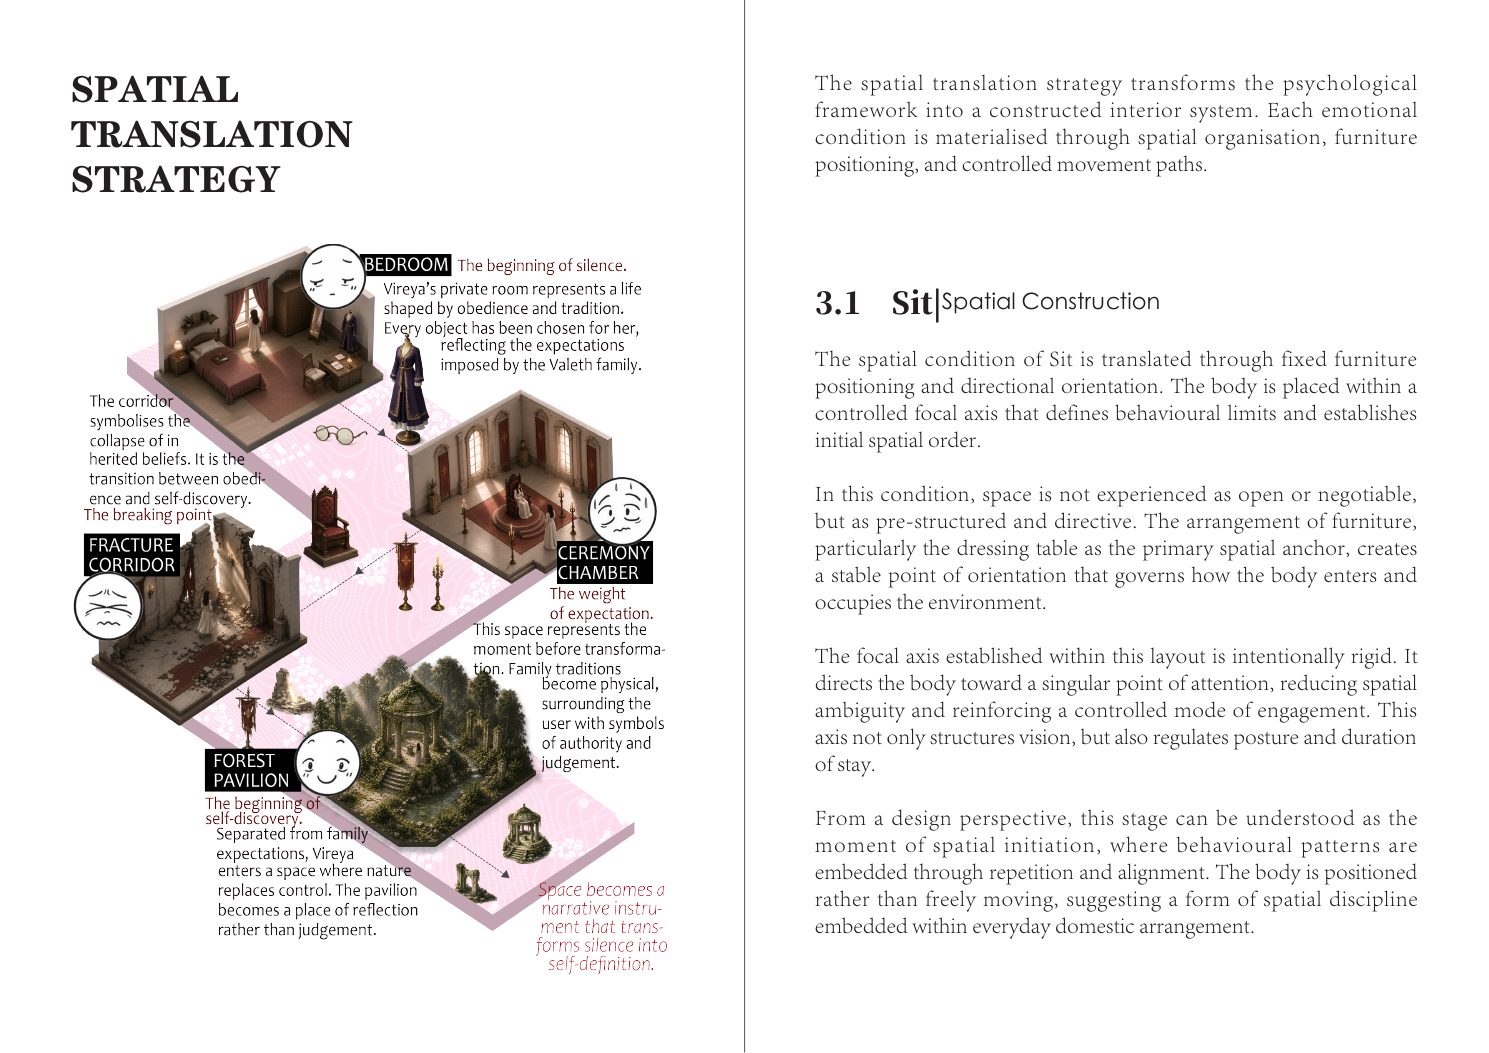 SPATIAL
TRANSLATION
STRATEGY
BEDROOM
The beginning of silence.
Vireya's private room represents a life
shaped by obedience and tradition.
Every object has been chosen for her,
reflecting the expectations
imposed by the Valeth family.
The corridor
symbolises the
collapse of in
herited beliefs. It is the
transition between obedi-
ence and self-discovery.
The breaking point.
FRACTURE
CORRIDOR
CEREMONY
CHAMBER
The weight
of expectation.
This space represents the
moment before transforma-
tion. Family traditions
become physical,
surrounding the
user with symbols
of authority and
judgement.
FOREST
PAVILION
The beginning of
self-discovery.
Separated from family
expectations, Vireya
enters a space where nature
replaces control. The pavilion
becomes a place of reflection
rather than judgement.
Space becomes a
narrative instru-
ment that trans-
forms silence into
self-definition.
The spatial translation strategy transforms the psychological
framework into a constructed interior system. Each emotional
condition is materialised through spatial organisation, furniture
positioning, and controlled movement paths.
3.1 Sit|Spatial Construction
The spatial condition of Sit is translated through fixed furniture
positioning and directional orientation. The body is placed within a
controlled focal axis that defines behavioural limits and establishes
initial spatial order.
In this condition, space is not experienced as open or negotiable,
but as pre-structured and directive. The arrangement of furniture,
particularly the dressing table as the primary spatial anchor, creates
a stable point of orientation that governs how the body enters and
occupies the environment.
The focal axis established within this layout is intentionally rigid. It
directs the body toward a singular point of attention, reducing spatial
ambiguity and reinforcing a controlled mode of engagement. This
axis not only structures vision, but also regulates posture and duration
of stay.
From a design perspective, this stage can be understood as the
moment of spatial initiation, where behavioural patterns are
embedded through repetition and alignment. The body is positioned
rather than freely moving, suggesting a form of spatial discipline
embedded within everyday domestic arrangement.